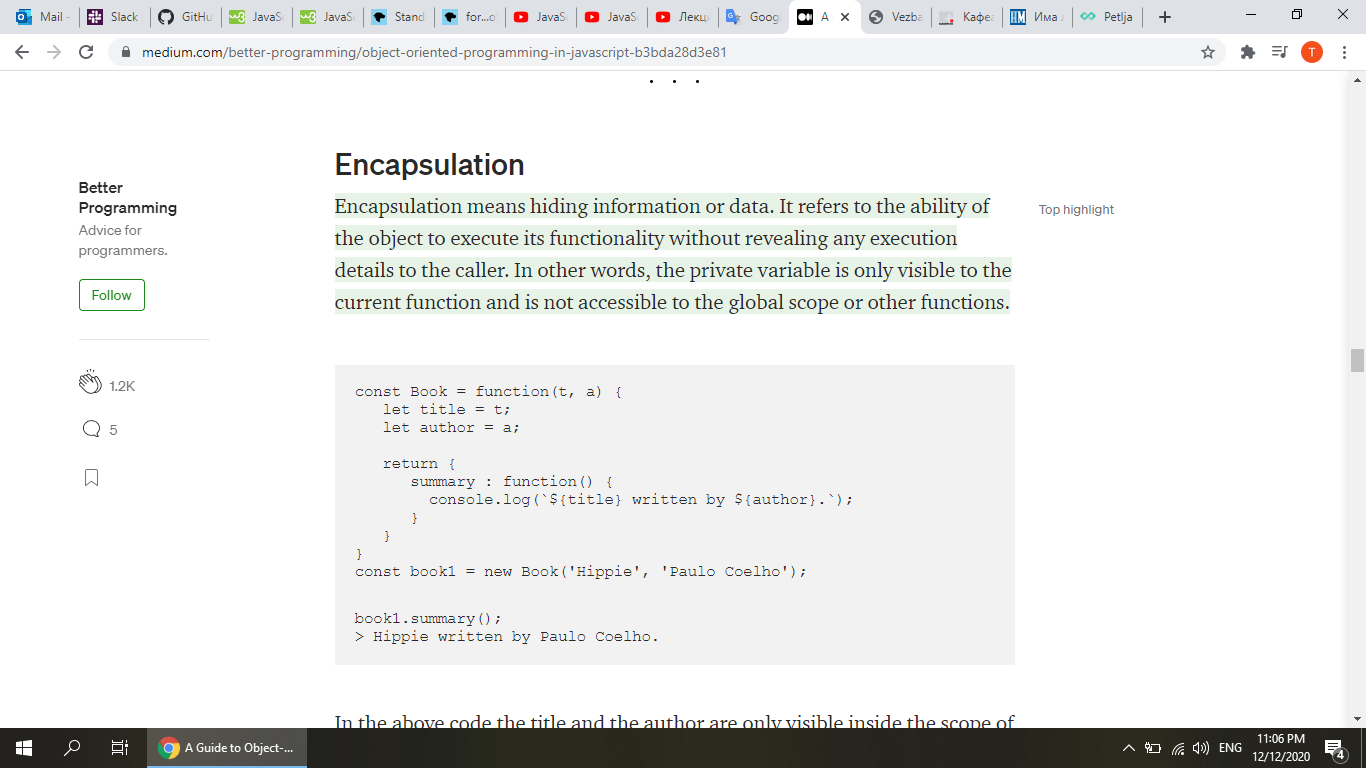 Mail -
Slack
GitHu
JavaSc
JavaSc
Stand
for...o
JavaSc
JavaSc
Лекц
Goog
A
Vezba
Кафе
Има
Petlja
medium.com/better-programming/object-oriented-programming-in-javascript-b3bda28d3e81
T
. . .
Better
Programming
Advice for
programmers.
Follow
1.2K
5
Encapsulation
Encapsulation means hiding information or data. It refers to the ability of
the object to execute its functionality without revealing any execution
details to the caller. In other words, the private variable is only visible to the
current function and is not accessible to the global scope or other functions.
Top highlight
const Book = function(t, a) {
   let title = t;
   let author = a;
   return {
      summary : function() {
        console.log(`${title} written by ${author}.`);
      }
   }
}
const book1 = new Book('Hippie', 'Paulo Coelho');
book1.summary();
> Hippie written by Paulo Coelho.
In the above code the title and the author are only visible inside the scope of
A Guide to Object-...
ENG
11:06 PM
12/12/2020
4